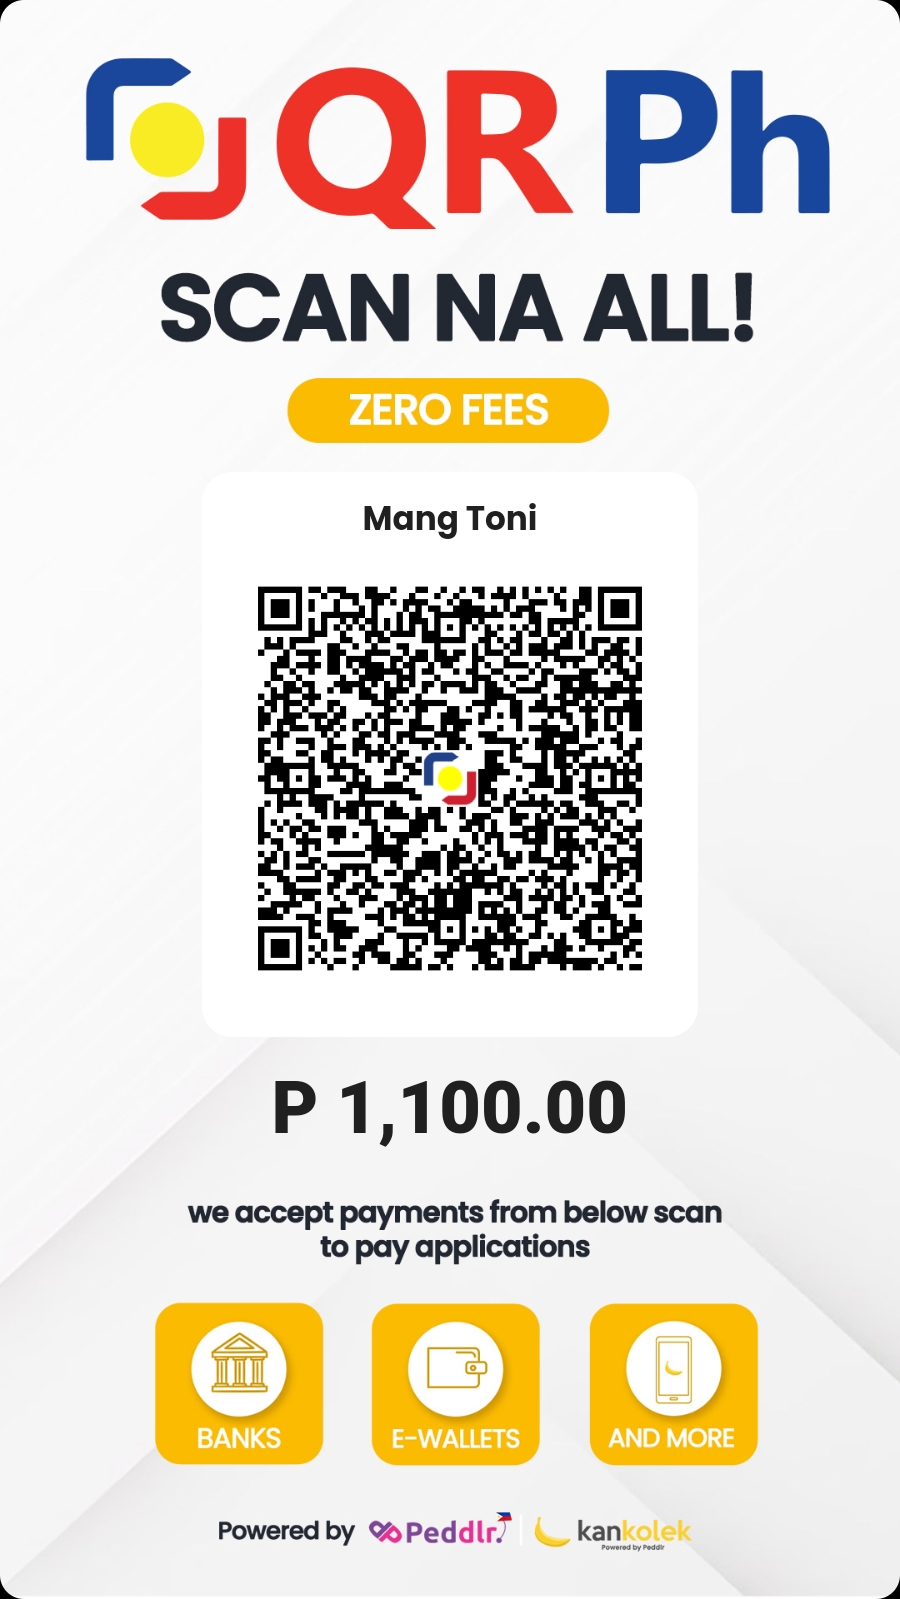 QR Ph
SCAN NA ALL!
ZERO FEES
Mang Toni
P 1,100.00
we accept payments from below scan
to pay applications
BANKS
E-WALLETS
AND MORE
Powered by Peddlr. kankolek
Powered by Peddlr